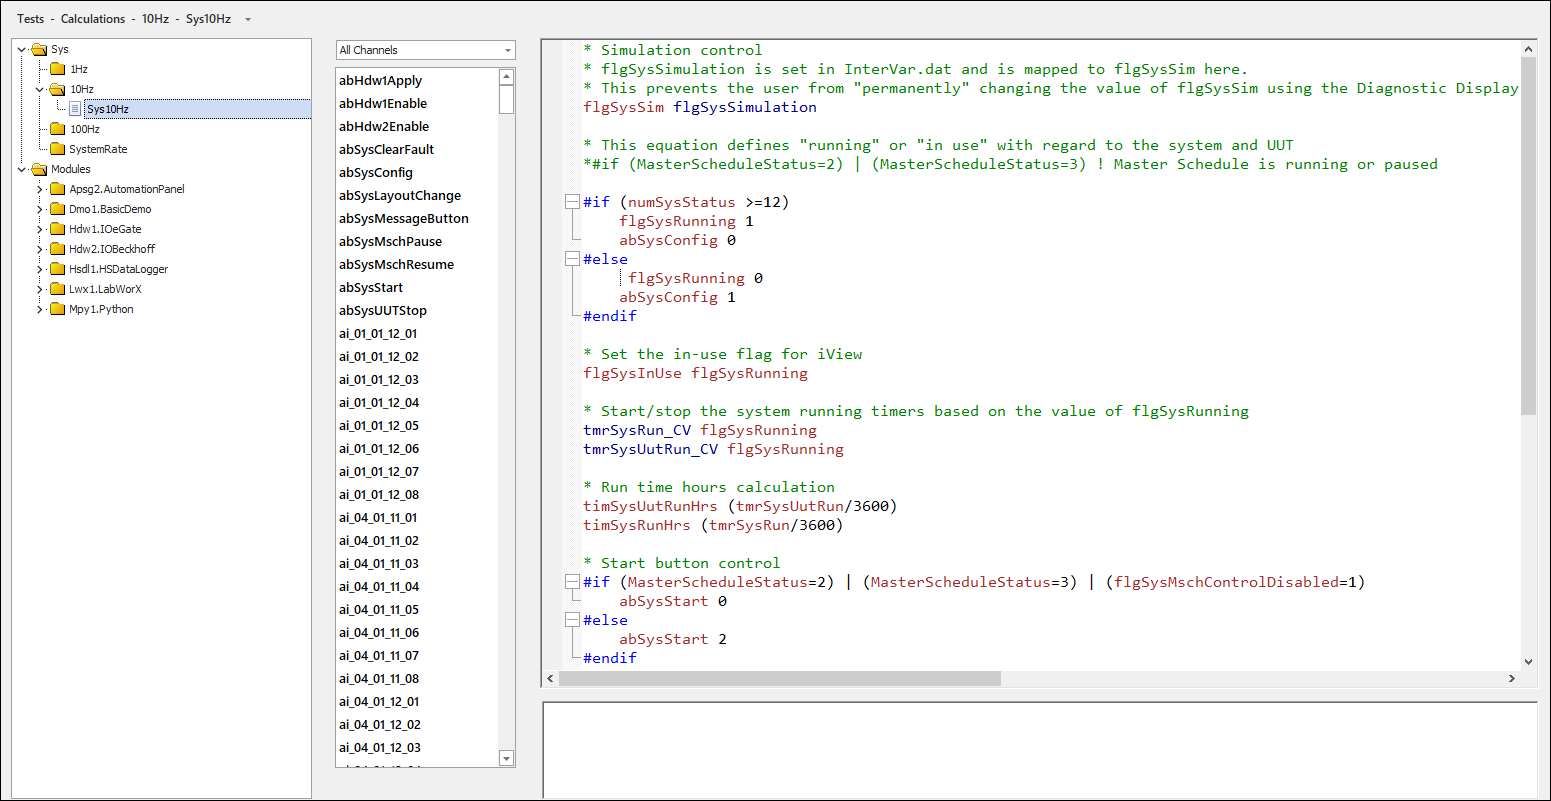 Tests - Calculations - 10Hz - Sys10Hz
Sys
1Hz
10Hz
Sys10Hz
100Hz
SystemRate
Modules
Apsg2.AutomationPanel
Dmo1.BasicDemo
Hdw1.IOeGate
Hdw2.IOBeckhoff
Hsdl1.HSDataLogger
Lwx1.LabWorX
Mpy1.Python
All Channels
abHdw1Apply
abHdw1Enable
abHdw2Enable
abSysClearFault
abSysConfig
abSysLayoutChange
abSysMessageButton
abSysMschPause
abSysMschResume
abSysStart
abSysUUTStop
ai_01_01_12_01
ai_01_01_12_02
ai_01_01_12_03
ai_01_01_12_04
ai_01_01_12_05
ai_01_01_12_06
ai_01_01_12_07
ai_01_01_12_08
ai_04_01_11_01
ai_04_01_11_02
ai_04_01_11_03
ai_04_01_11_04
ai_04_01_11_05
ai_04_01_11_06
ai_04_01_11_07
ai_04_01_11_08
ai_04_01_12_01
ai_04_01_12_02
ai_04_01_12_03
* Simulation control
* flgSysSimulation is set in InterVar.dat and is mapped to flgSysSim here.
* This prevents the user from "permanently" changing the value of flgSysSim using the Diagnostic Display
flgSysSim flgSysSimulation
* This equation defines "running" or "in use" with regard to the system and UUT
*#if (MasterScheduleStatus=2) | (MasterScheduleStatus=3) ! Master Schedule is running or paused
#if (numSysStatus >=12)
flgSysRunning 1
abSysConfig 0
#else
flgSysRunning 0
abSysConfig 1
#endif
* Set the in-use flag for iView
flgSysInUse flgSysRunning
* Start/stop the system running timers based on the value of flgSysRunning
tmrSysRun_CV flgSysRunning
tmrSysUutRun_CV flgSysRunning
* Run time hours calculation
timSysUutRunHrs (tmrSysUutRun/3600)
timSysRunHrs (tmrSysRun/3600)
* Start button control
#if (MasterScheduleStatus=2) | (MasterScheduleStatus=3) | (flgSysMschControlDisabled=1)
abSysStart 0
#else
abSysStart 2
#endif